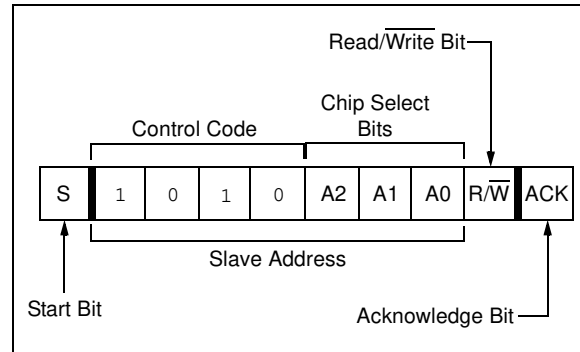 Read/Write Bit
Chip Select
Bits
Control Code
S 1 0 1 0 A2 A1 A0 R/W ACK
Slave Address
Start Bit
Acknowledge Bit